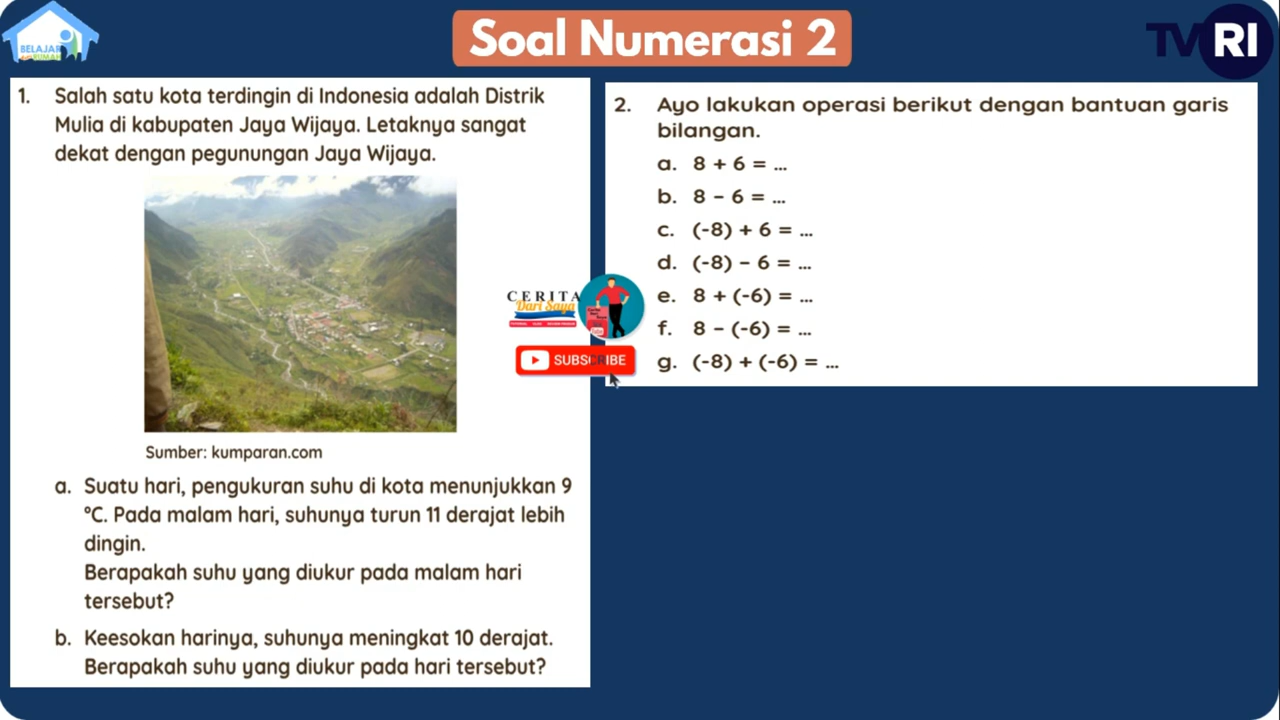 BELAJAR
Soal Numerasi 2
TVRI
1. Salah satu kota terdingin di Indonesia adalah Distrik
Mulia di kabupaten Jaya Wijaya. Letaknya sangat
dekat dengan pegunungan Jaya Wijaya.
Sumber: kumparan.com
a. Suatu hari, pengukuran suhu di kota menunjukkan 9
°C. Pada malam hari, suhunya turun 11 derajat lebih
dingin.
Berapakah suhu yang diukur pada malam hari
tersebut?
b. Keesokan harinya, suhunya meningkat 10 derajat.
Berapakah suhu yang diukur pada hari tersebut?
CERITA
Dari Saya
SUBSCRIBE
2. Ayo lakukan operasi berikut dengan bantuan garis
bilangan.
a. 8 + 6 = ...
b. 8 – 6 = ...
c. (-8) + 6 = ...
d. (-8) – 6 = ...
e. 8 + (-6) = ...
f. 8 – (-6) = ...
g. (-8) + (-6) = ...